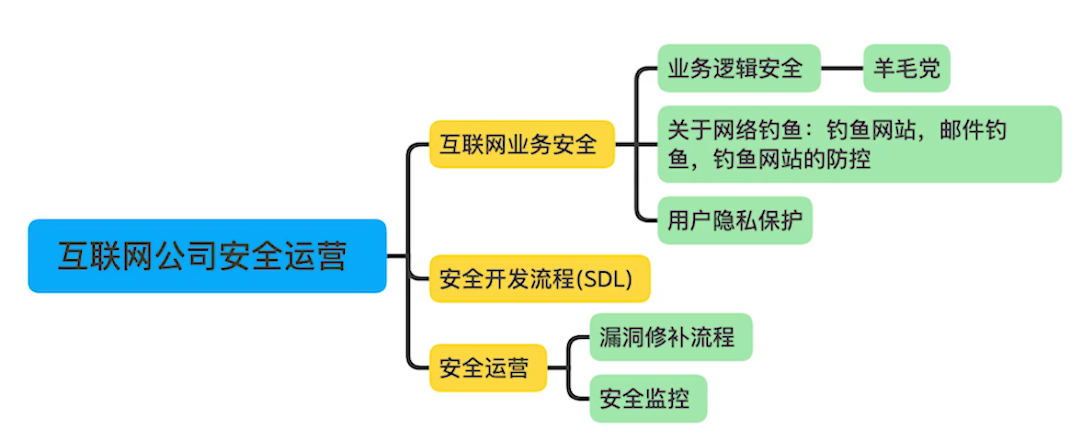 业务逻辑安全
羊毛党
关于网络钓鱼：钓鱼网站，邮件钓
鱼，钓鱼网站的防控
互联网业务安全
用户隐私保护
互联网公司安全运营
安全开发流程(SDL)
漏洞修补流程
安全运营
安全监控